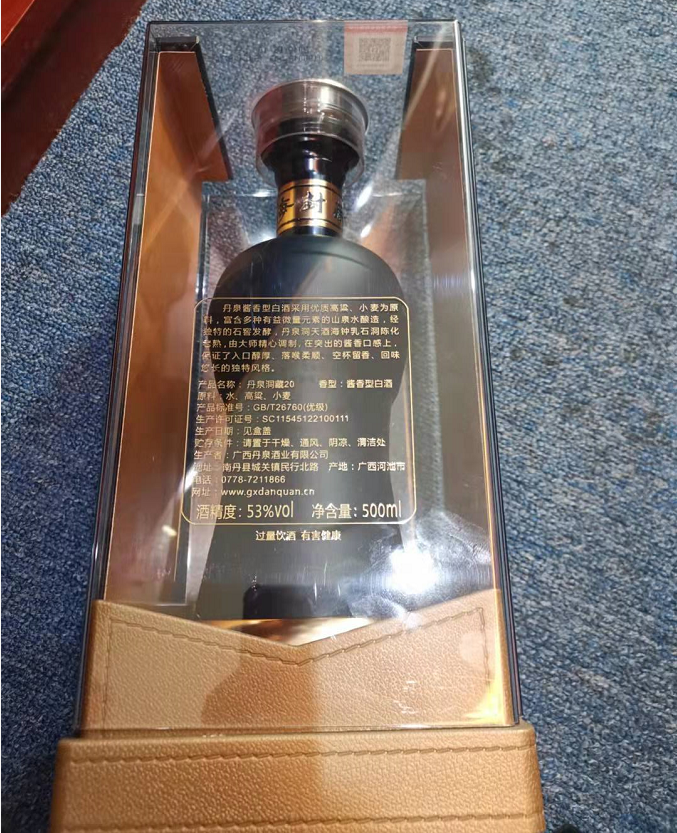 封
丹泉酱香型白酒采用优质高粱、小麦为原
料，富含多种有益微量元素的山泉水酿造，经
独特的石窖发酵，丹泉洞天酒海钟乳石洞陈化
老熟，由大师精心调制，在突出的酱香口感上，
保证了入口醇厚、落喉柔顺、空杯留香、回味
悠长的独特风格。
产品名称：丹泉洞藏20 香型：酱香型白酒
原料：水、高粱、小麦
产品标准号：GB/T26760(优级)
生产许可证号：SC11545122100111
生产日期：见盒盖
贮存条件：请置于干燥、通风、阴凉、清洁处
生产者：广西丹泉酒业有限公司
地址：南丹县城关镇民行北路 产地：广西河池市
电话：0778-7211866
网址：www.gxdanquan.cn
酒精度：53%vol 净含量：500ml
过量饮酒 有害健康